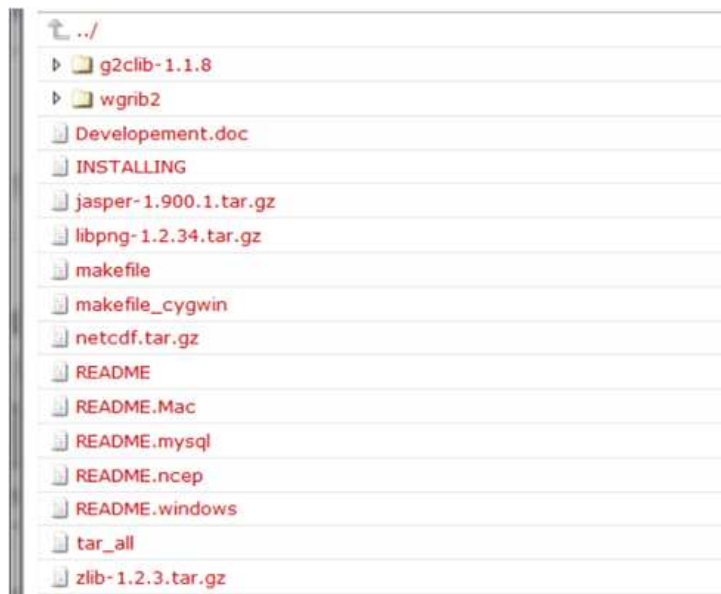 ../
g2clib-1.1.8
wgrib2
Developement.doc
INSTALLING
jasper-1.900.1.tar.gz
libpng-1.2.34.tar.gz
makefile
makefile_cygwin
netcdf.tar.gz
README
README.Mac
README.mysql
README.ncep
README.windows
tar_all
zlib-1.2.3.tar.gz